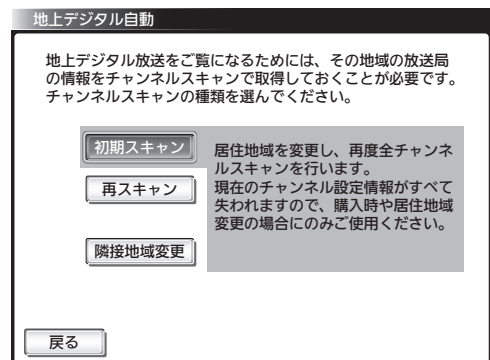 地上デジタル自動
地上デジタル放送をご覧になるためには、その地域の放送局
の情報をチャンネルスキャンで取得しておくことが必要です。
チャンネルスキャンの種類を選んでください。
初期スキャン
再スキャン
隣接地域変更
居住地域を変更し、再度全チャンネ
ルスキャンを行います。
現在のチャンネル設定情報がすべて
失われますので、購入時や居住地域
変更の場合にのみご使用ください。
戻る